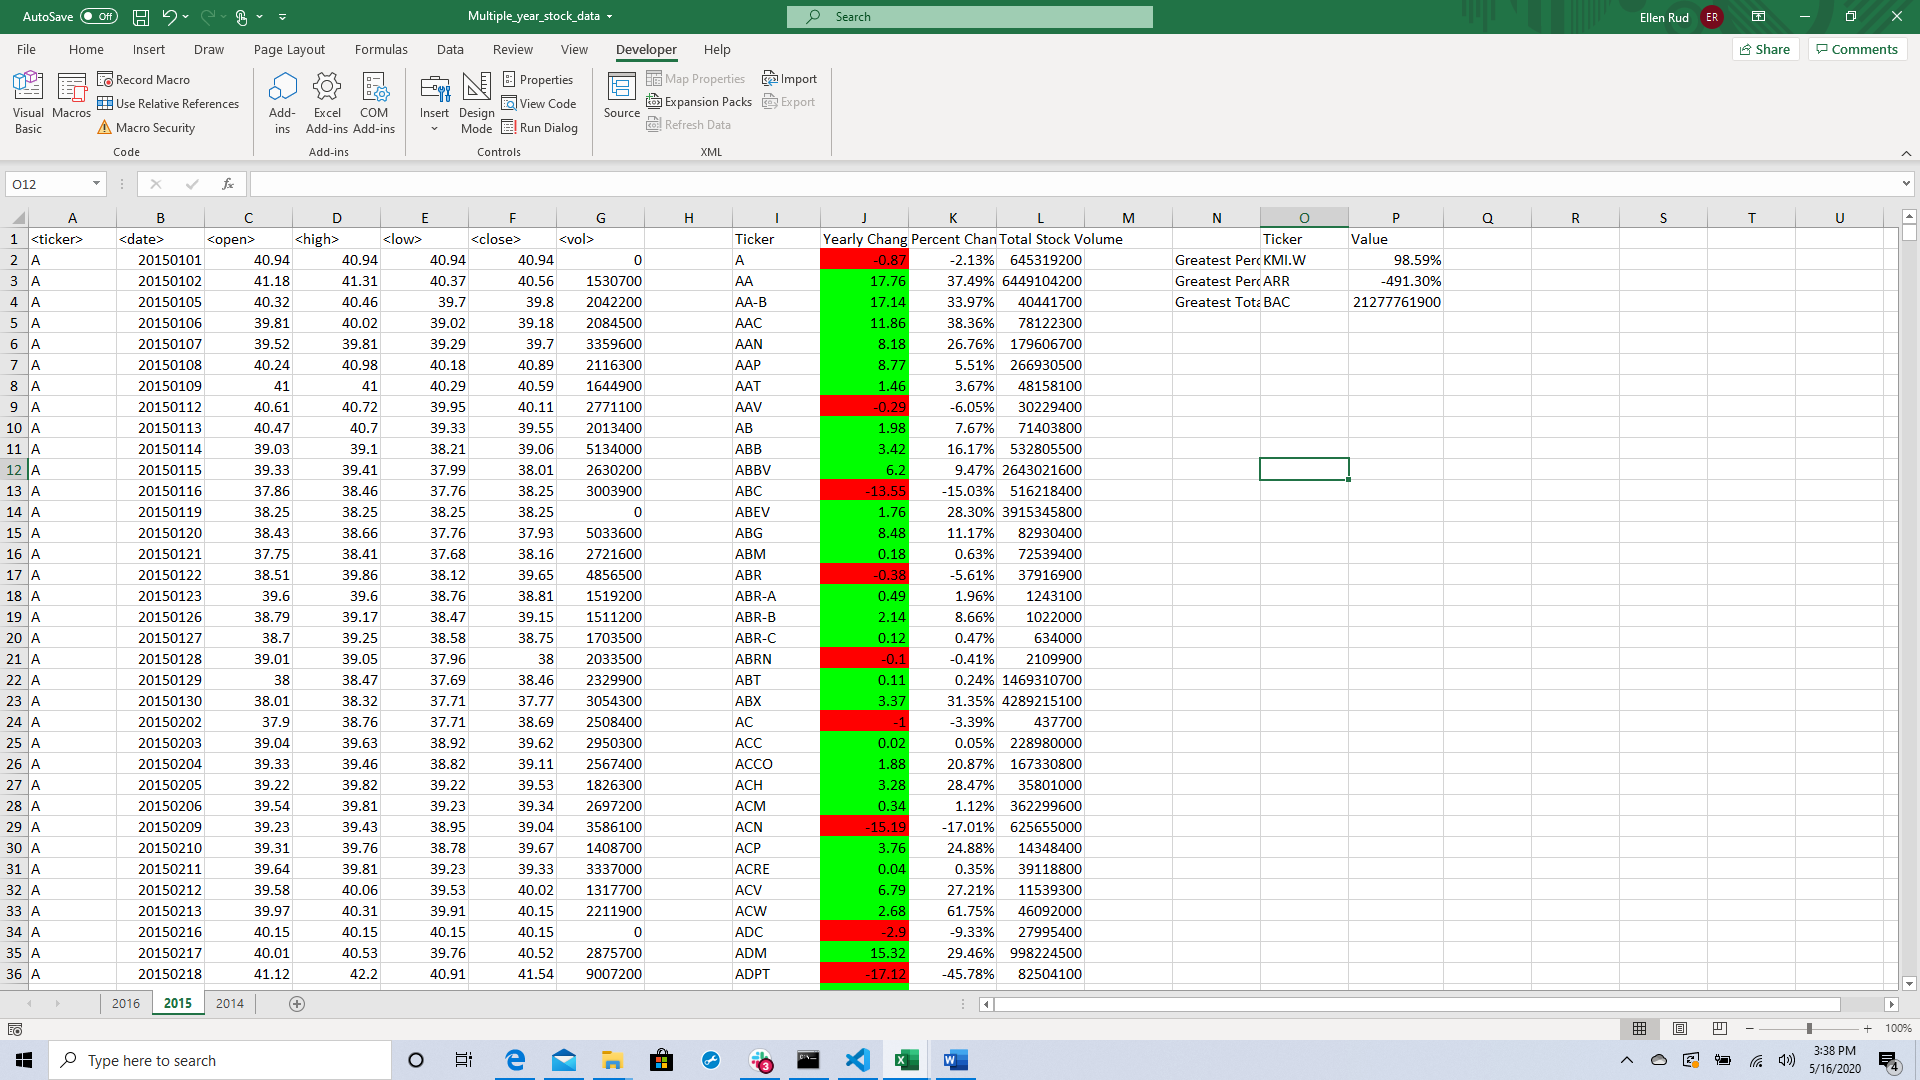 AutoSave Off Multiple_year_stock_data Search Ellen Rud ER
File Home Insert Draw Page Layout Formulas Data Review View Developer Help Share Comments
Visual Basic
Macros
Record Macro
Use Relative References
Macro Security
Code
Add-ins
Excel Add-ins
COM Add-ins
Add-ins
Insert
Design Mode
Properties
View Code
Run Dialog
Controls
Source
Map Properties
Expansion Packs
Refresh Data
Import
Export
XML
O12 fx
A B C D E F G H I J K L M N O P Q R S T U
1 <ticker> <date> <open> <high> <low> <close> <vol> Ticker Yearly Chang Percent Chan Total Stock Volume Ticker Value
2 A 20150101 40.94 40.94 40.94 40.94 0 A -0.87 -2.13% 645319200 Greatest Perc KMI.W 98.59%
3 A 20150102 41.18 41.31 40.37 40.56 1530700 AA 17.76 37.49% 6449104200 Greatest Perc ARR -491.30%
4 A 20150105 40.32 40.46 39.7 39.8 2042200 AA-B 17.14 33.97% 40441700 Greatest Tota BAC 21277761900
5 A 20150106 39.81 40.02 39.02 39.18 2084500 AAC 11.86 38.36% 78122300
6 A 20150107 39.52 39.81 39.29 39.7 3359600 AAN 8.18 26.76% 179606700
7 A 20150108 40.24 40.98 40.18 40.89 2116300 AAP 8.77 5.51% 266930500
8 A 20150109 41 41 40.29 40.59 1644900 AAT 1.46 3.67% 48158100
9 A 20150112 40.61 40.72 39.95 40.11 2771100 AAV -0.29 -6.05% 30229400
10 A 20150113 40.47 40.7 39.33 39.55 2013400 AB 1.98 7.67% 71403800
11 A 20150114 39.03 39.1 38.21 39.06 5134000 ABB 3.42 16.17% 532805500
12 A 20150115 39.33 39.41 37.99 38.01 2630200 ABBV 6.2 9.47% 2643021600
13 A 20150116 37.86 38.46 37.76 38.25 3003900 ABC -13.55 -15.03% 516218400
14 A 20150119 38.25 38.25 38.25 38.25 0 ABEV 1.76 28.30% 3915345800
15 A 20150120 38.43 38.66 37.76 37.93 5033600 ABG 8.48 11.17% 82930400
16 A 20150121 37.75 38.41 37.68 38.16 2721600 ABM 0.18 0.63% 72539400
17 A 20150122 38.51 39.86 38.12 39.65 4856500 ABR -0.38 -5.61% 37916900
18 A 20150123 39.6 39.6 38.76 38.81 1519200 ABR-A 0.49 1.96% 1243100
19 A 20150126 38.79 39.17 38.47 39.15 1511200 ABR-B 2.14 8.66% 1022000
20 A 20150127 38.7 39.25 38.58 38.75 1703500 ABR-C 0.12 0.47% 634000
21 A 20150128 39.01 39.05 37.96 38 2033500 ABRN -0.1 -0.41% 2109900
22 A 20150129 38 38.47 37.69 38.46 2329900 ABT 0.11 0.24% 1469310700
23 A 20150130 38.01 38.32 37.71 37.77 3054300 ABX 3.37 31.35% 4289215100
24 A 20150202 37.9 38.76 37.71 38.69 2508400 AC -1 -3.39% 437700
25 A 20150203 39.04 39.63 38.92 39.62 2950300 ACC 0.02 0.05% 228980000
26 A 20150204 39.33 39.46 38.82 39.11 2567400 ACCO 1.88 20.87% 167330800
27 A 20150205 39.22 39.82 39.22 39.53 1826300 ACH 3.28 28.47% 35801000
28 A 20150206 39.54 39.81 39.23 39.34 2697200 ACM 0.34 1.12% 362299600
29 A 20150209 39.23 39.43 38.95 39.04 3586100 ACN -15.19 -17.01% 625655000
30 A 20150210 39.31 39.76 38.78 39.67 1408700 ACP 3.76 24.88% 14348400
31 A 20150211 39.64 39.81 39.23 39.33 3337000 ACRE 0.04 0.35% 39118800
32 A 20150212 39.58 40.06 39.53 40.02 1317700 ACV 6.79 27.21% 11539300
33 A 20150213 39.97 40.31 39.91 40.15 2211900 ACW 2.68 61.75% 46092000
34 A 20150216 40.15 40.15 40.15 40.15 0 ADC -2.9 -9.33% 27995400
35 A 20150217 40.01 40.53 39.76 40.52 2875700 ADM 15.32 29.46% 998224500
36 A 20150218 41.12 42.2 40.91 41.54 9007200 ADPT -17.12 -45.78% 82504100
2016 2015 2014
100%
Type here to search 3 3:38 PM
5/16/2020 4